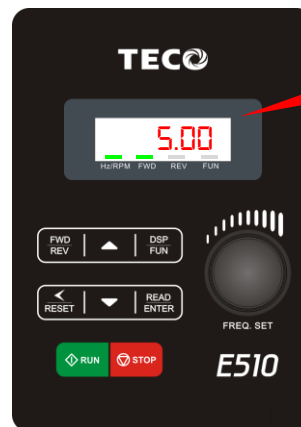 TECO
5.00
Hz/RPM FWD REV FUN
FWD REV DSP FUN
RESET READ ENTER
FREQ. SET
RUN STOP
E510